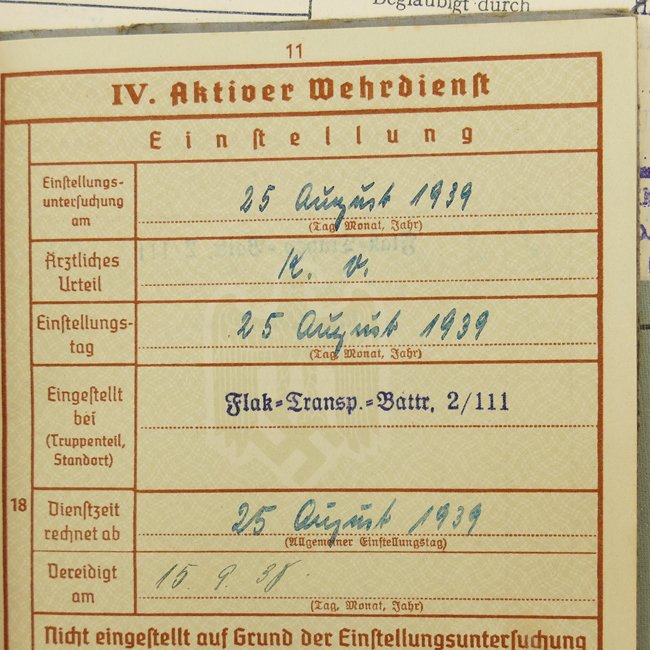 Beglaubigt durch
11
IV. Aktiver Wehrdienst
Einstellung
Einstellungs-
untersuchung
am
25 August 1939
(Tag, Monat, Jahr)
Ärztliches
Urteil
K. v.
Einstellungs-
tag
25 August 1939
(Tag, Monat, Jahr)
Eingestellt
bei
(Truppenteil,
Standort)
Flak-Transp.-Battr. 2/111
18
Dienstzeit
rechnet ab
25 August 1939
(Allgemeiner Einstellungstag)
Vereidigt
am
15. 9. 38
(Tag, Monat, Jahr)
Nicht eingestellt auf Grund der Einstellungsuntersuchung